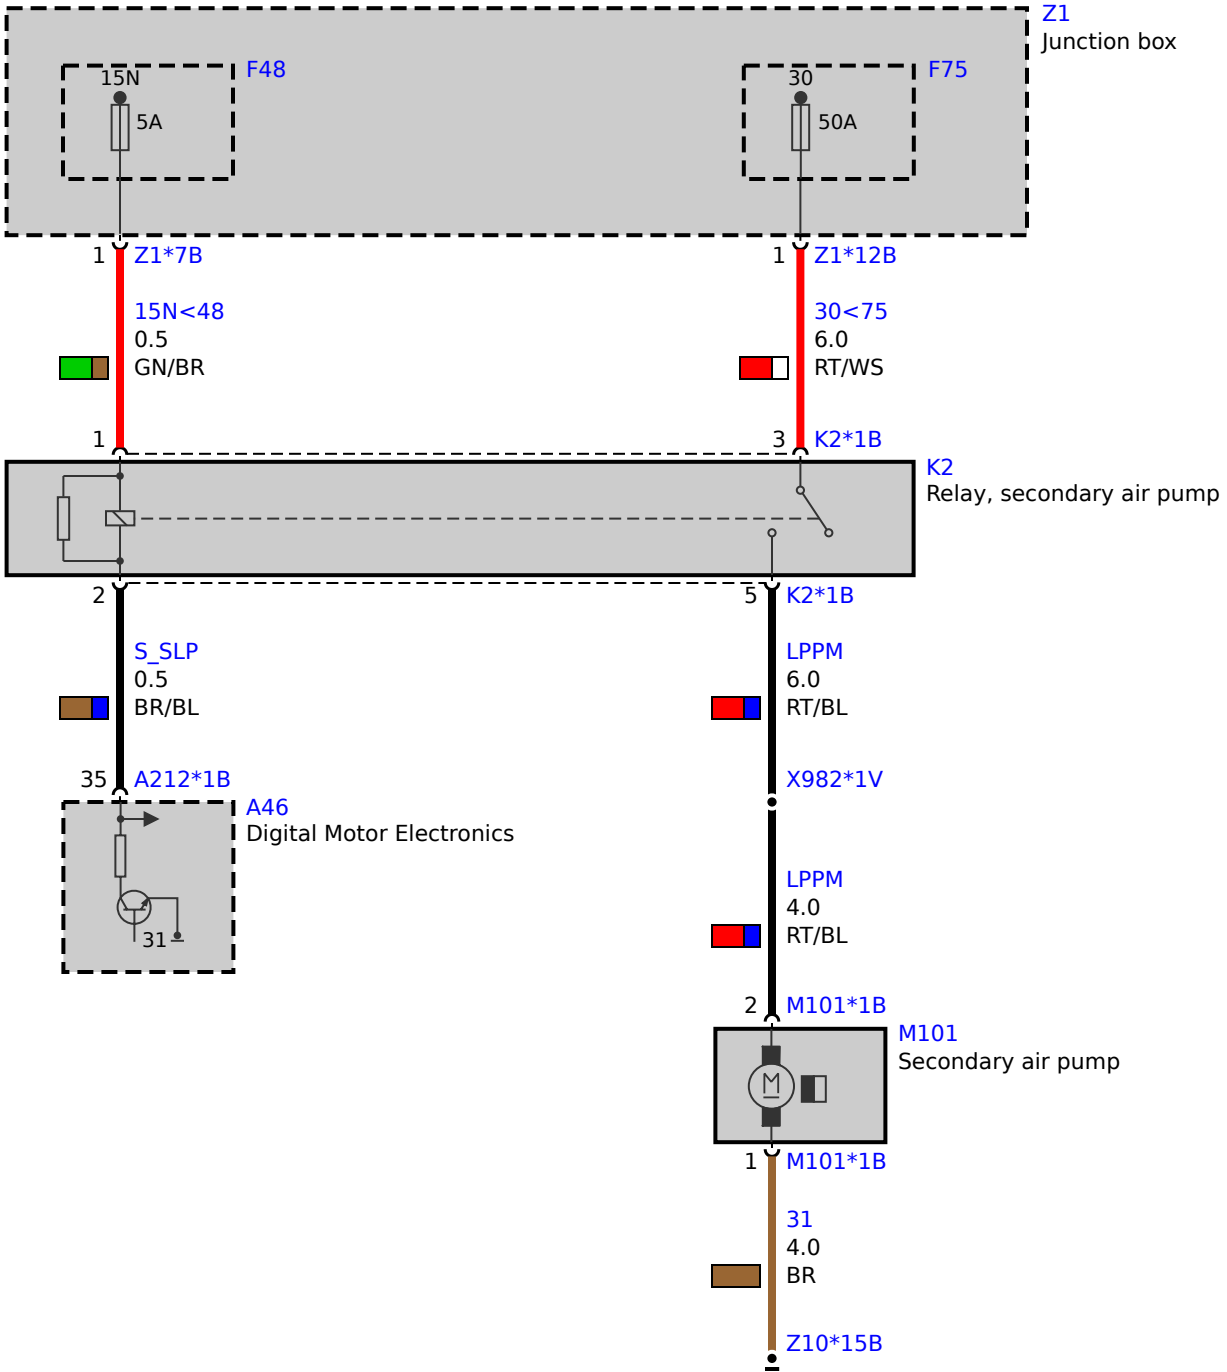 Z1
Junction box
15N
F48
5A
30
F75
50A
1 Z1*7B
1 Z1*12B
15N<48
0.5
GN/BR
30<75
6.0
RT/WS
1
3 K2*1B
K2
Relay, secondary air pump
2
5 K2*1B
S_SLP
0.5
BR/BL
LPPM
6.0
RT/BL
35 A212*1B
X982*1V
A46
Digital Motor Electronics
31
LPPM
4.0
RT/BL
2 M101*1B
M101
Secondary air pump
M
1 M101*1B
31
4.0
BR
Z10*15B